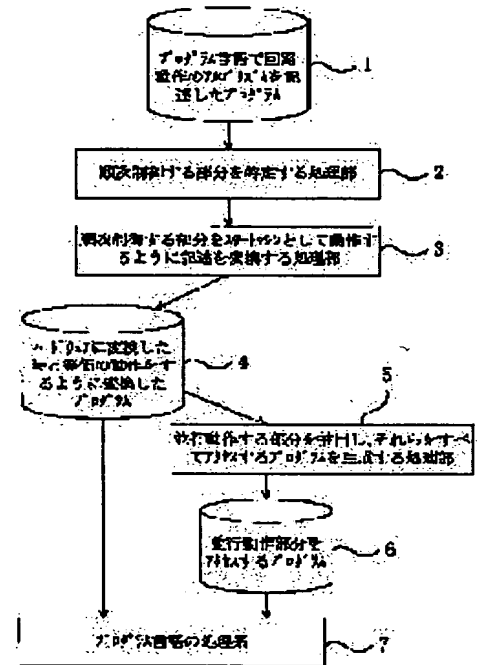 プログラム言語で回路
動作のアルゴリズムを記
述したプログラム
1
順次制御する部分を特定する処理部
2
順次制御する部分をステートマシンとして動作す
るように記述を変換する処理部
3
ハードウェアに変換した
動作をす
るように変換した
プログラム
4
5
並行動作する部分を し、それらをすべ
てアクセスするプログラムを生成する処理部
並行動作部分を
アクセスするプログラム
6
プログラム言語の処理系
7